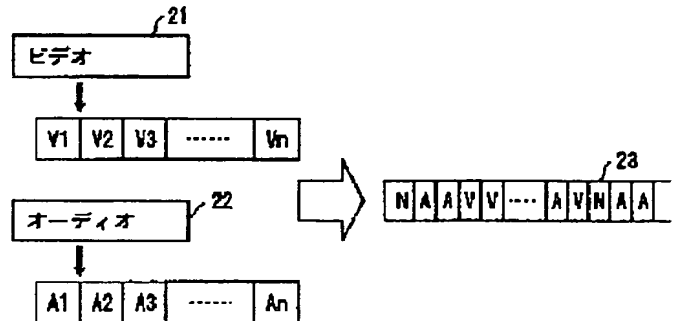 21
ビデオ
V1 V2 V3 ...... Vn
23
N A A V V .... A V N A A
22
オーディオ
A1 A2 A3 ...... An